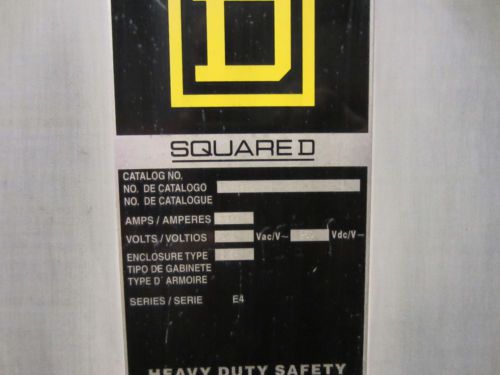 D
SQUARE D
CATALOG NO.
NO. DE CATALOGO
NO. DE CATALOGUE
AMPS / AMPERES
VOLTS / VOLTIOS Vac/V~ Vdc/V-
ENCLOSURE TYPE
TIPO DE GABINETE
TYPE D' ARMOIRE
SERIES / SERIE E4
HEAVY DUTY SAFETY